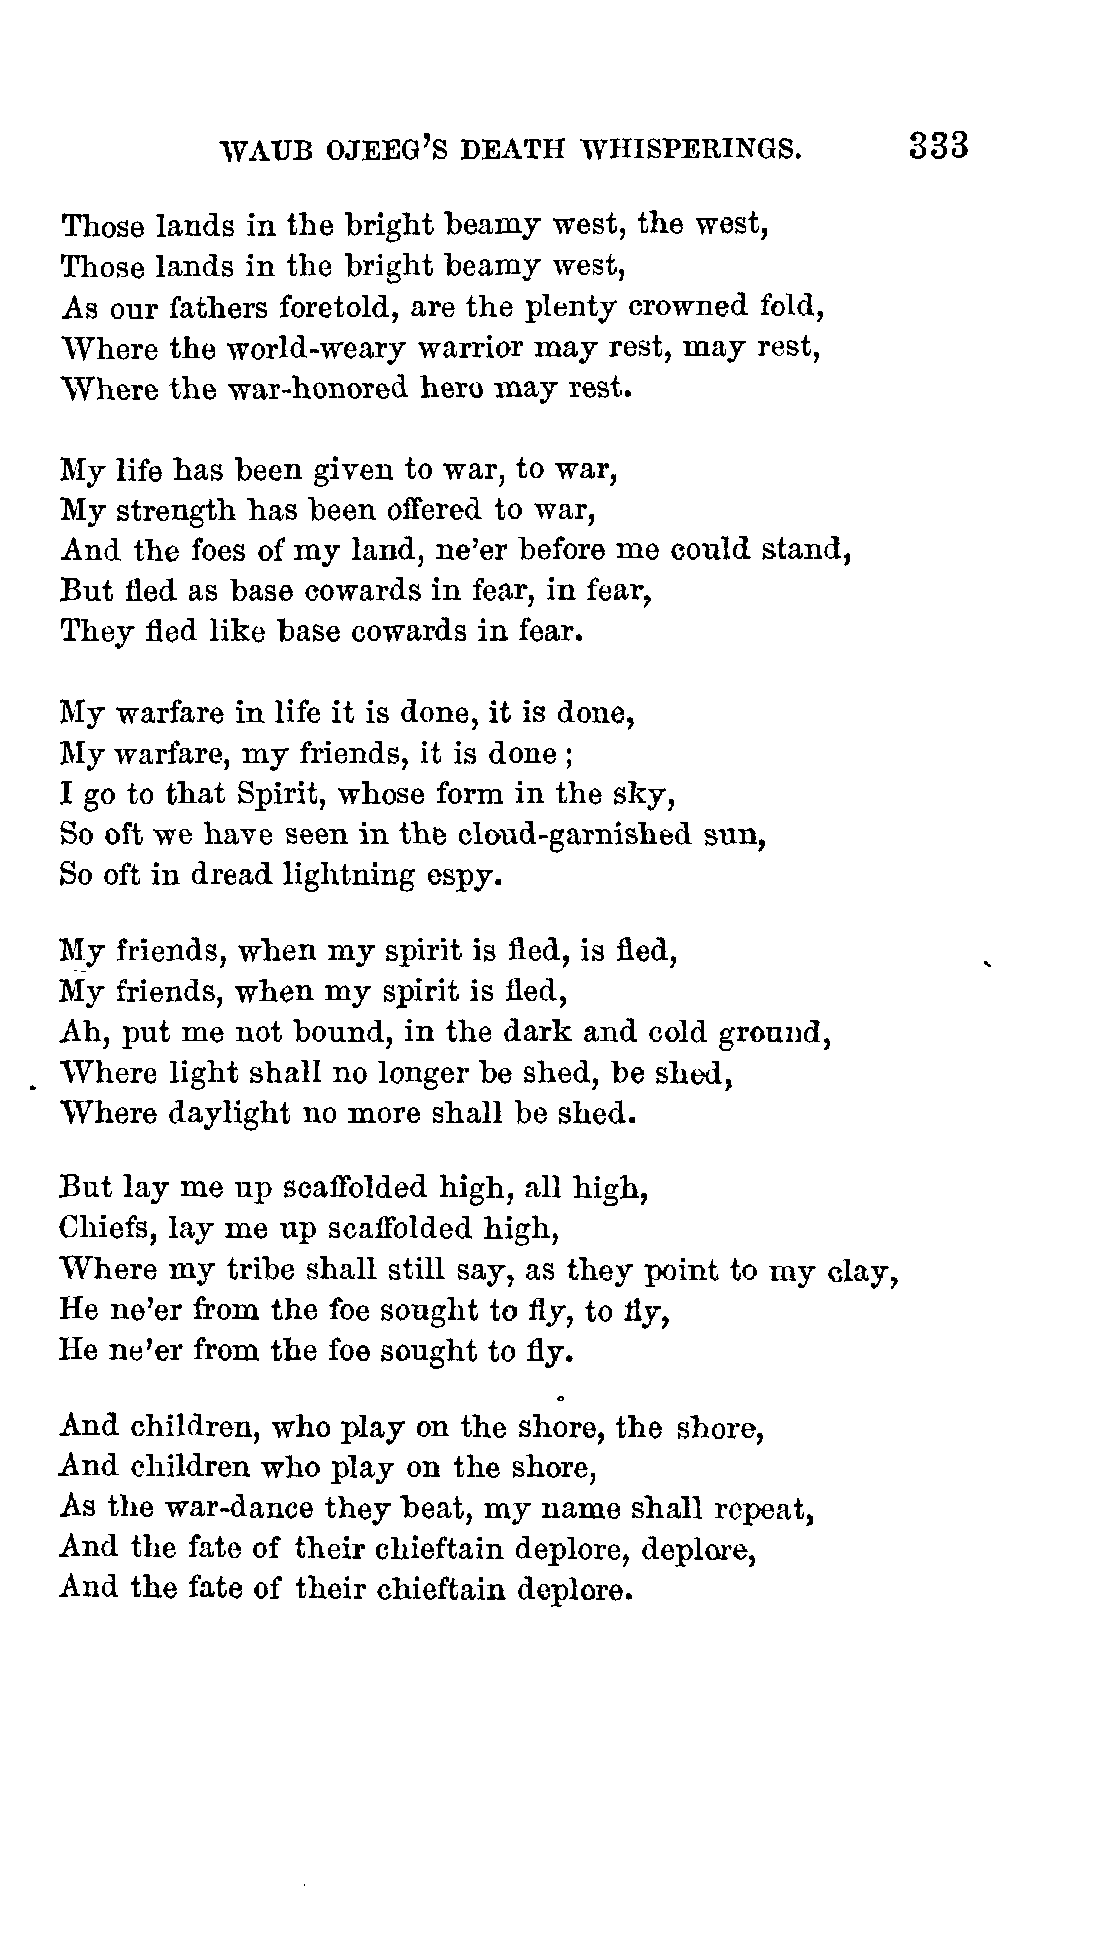 WAUB OJEEG'S DEATH WHISPERINGS. 333
Those lands in the bright beamy west, the west,
Those lands in the bright beamy west,
As our fathers foretold, are the plenty crowned fold,
Where the world-weary warrior may rest, may rest,
Where the war-honored hero may rest.
My life has been given to war, to war,
My strength has been offered to war,
And the foes of my land, ne'er before me could stand,
But fled as base cowards in fear, in fear,
They fled like base cowards in fear.
My warfare in life it is done, it is done,
My warfare, my friends, it is done ;
I go to that Spirit, whose form in the sky,
So oft we have seen in the cloud-garnished sun,
So oft in dread lightning espy.
My friends, when my spirit is fled, is fled,
My friends, when my spirit is fled,
Ah, put me not bound, in the dark and cold ground,
Where light shall no longer be shed, be shed,
Where daylight no more shall be shed.
But lay me up scaffolded high, all high,
Chiefs, lay me up scaffolded high,
Where my tribe shall still say, as they point to my clay,
He ne'er from the foe sought to fly, to fly,
He ne'er from the foe sought to fly.
And children, who play on the shore, the shore,
And children who play on the shore,
As the war-dance they beat, my name shall repeat,
And the fate of their chieftain deplore, deplore,
And the fate of their chieftain deplore.